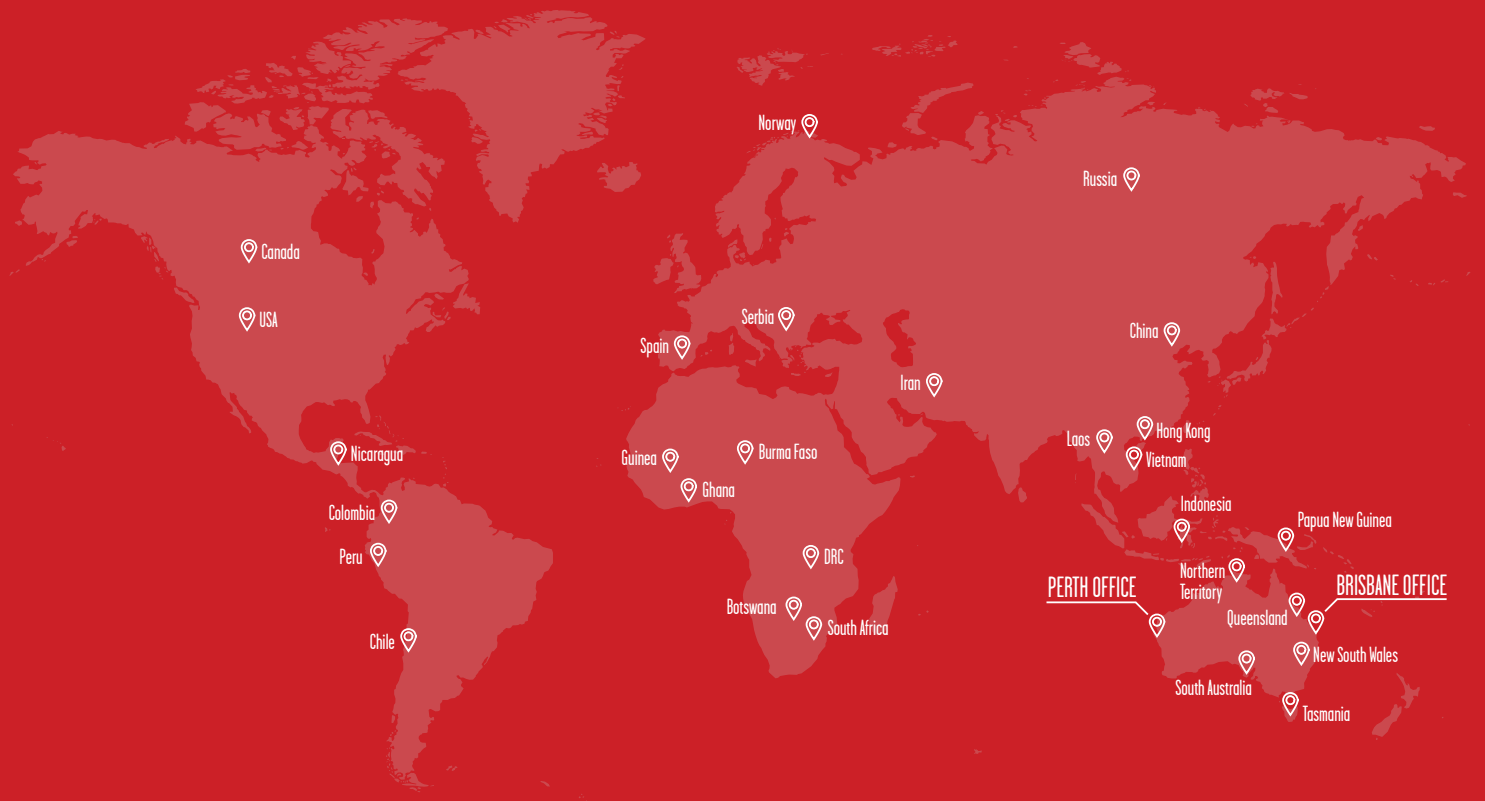 Norway
Russia
Canada
USA
Serbia
Spain
China
Iran
Nicaragua
Guinea
Burma Faso
Ghana
Laos
Hong Kong
Vietnam
Colombia
Peru
Indonesia
Papua New Guinea
DRC
Northern
Territory
PERTH OFFICE
BRISBANE OFFICE
Botswana
South Africa
Queensland
Chile
New South Wales
South Australia
Tasmania